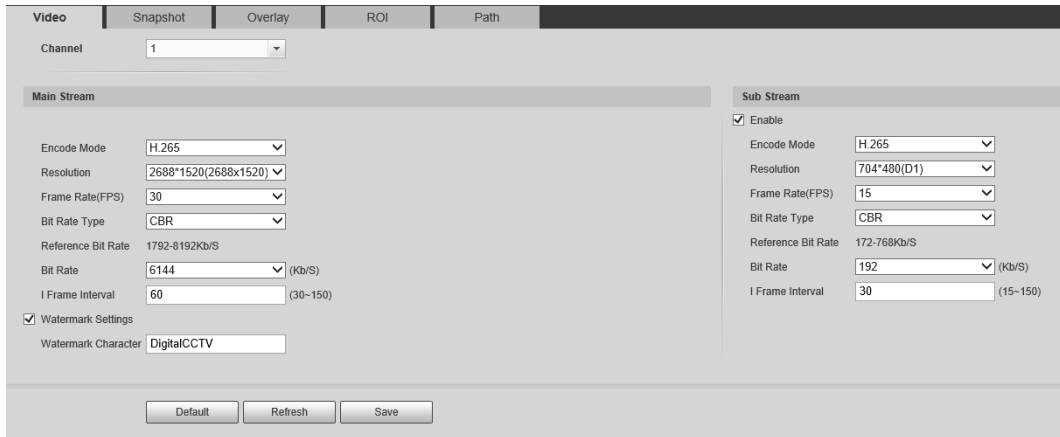 Video Snapshot Overlay ROI Path
Channel 1
Main Stream
Encode Mode H.265
Resolution 2688*1520(2688x1520)
Frame Rate(FPS) 30
Bit Rate Type CBR
Reference Bit Rate 1792-8192Kb/S
Bit Rate 6144 (Kb/S)
I Frame Interval 60 (30~150)
Watermark Settings
Watermark Character DigitalCCTV
Sub Stream
Enable
Encode Mode H.265
Resolution 704*480(D1)
Frame Rate(FPS) 15
Bit Rate Type CBR
Reference Bit Rate 172-768Kb/S
Bit Rate 192 (Kb/S)
I Frame Interval 30 (15~150)
Default Refresh Save